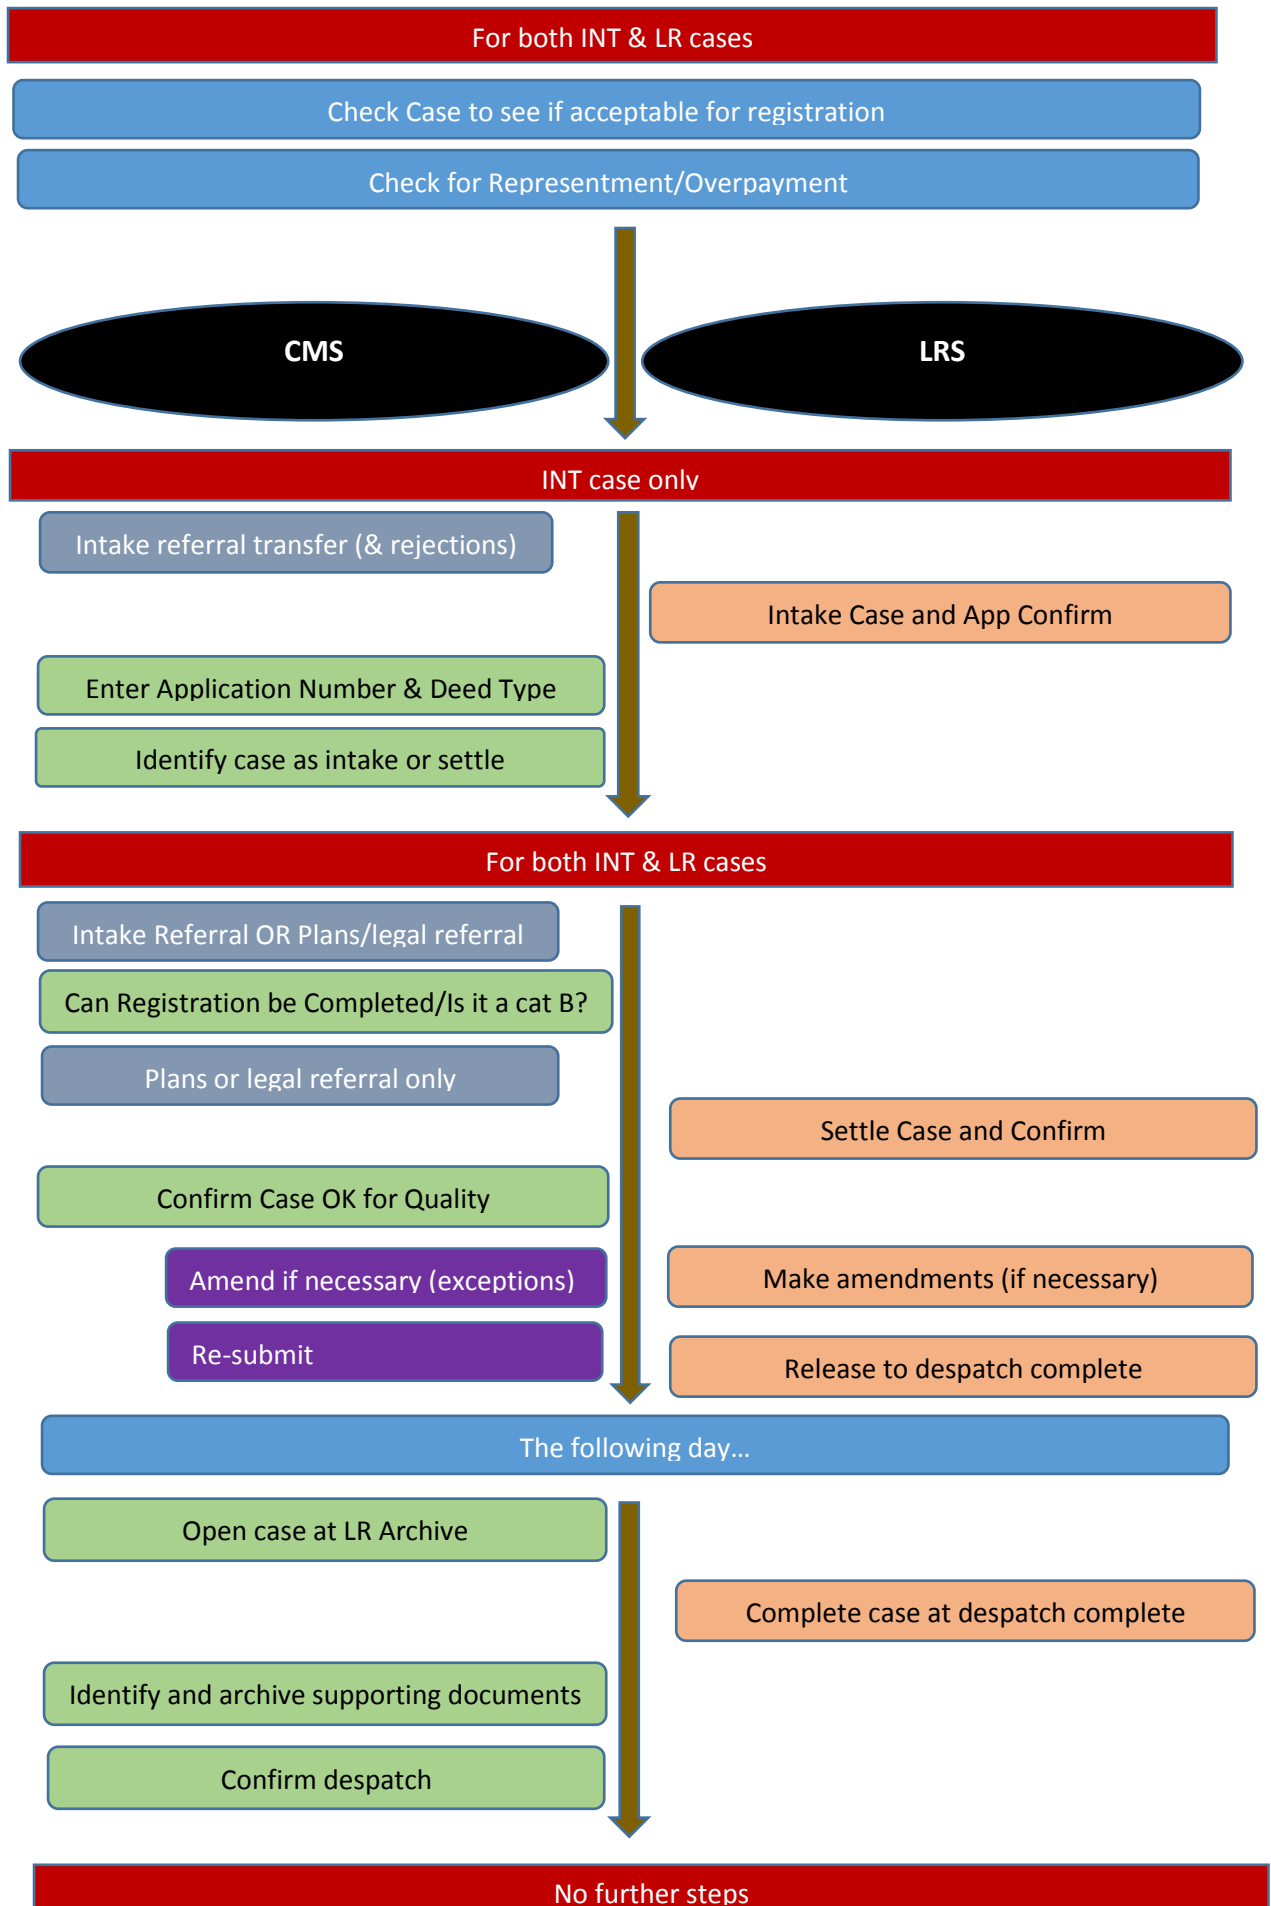 For both INT & LR cases
Check Case to see if acceptable for registration
Check for Representment/Overpayment
CMS
LRS
INT case only
Intake referral transfer (& rejections)
Intake Case and App Confirm
Enter Application Number & Deed Type
Identify case as intake or settle
For both INT & LR cases
Intake Referral OR Plans/legal referral
Can Registration be Completed/Is it a cat B?
Plans or legal referral only
Settle Case and Confirm
Confirm Case OK for Quality
Amend if necessary (exceptions)
Make amendments (if necessary)
Re-submit
Release to despatch complete
The following day...
Open case at LR Archive
Complete case at despatch complete
Identify and archive supporting documents
Confirm despatch
No further steps